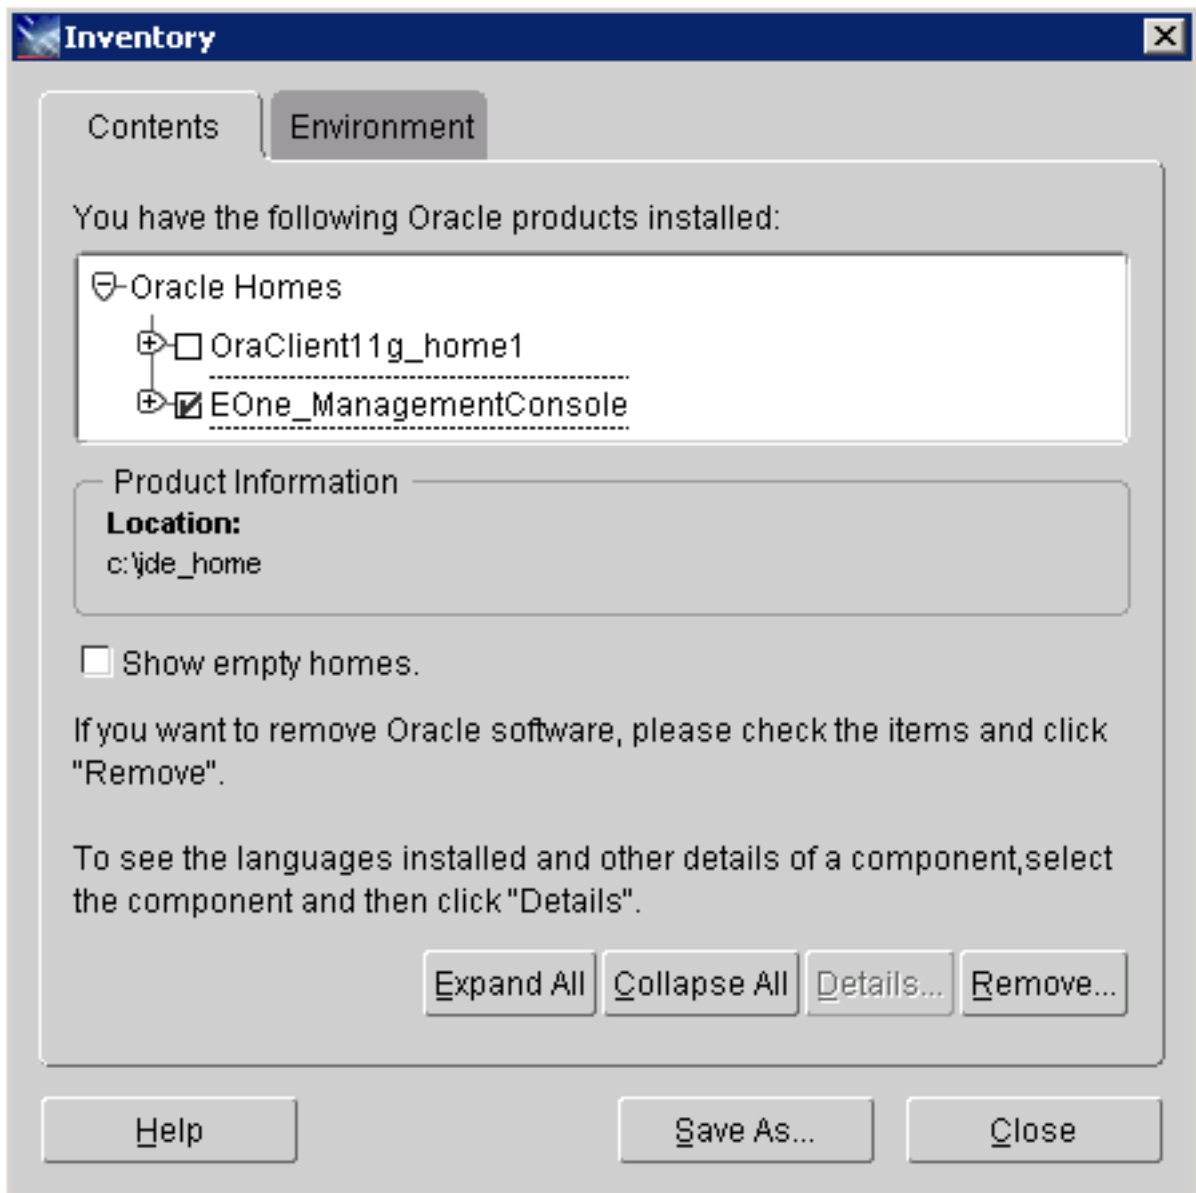 Inventory
Contents
Environment
You have the following Oracle products installed:
Oracle Homes
OraClient11g_home1
EOne_ManagementConsole
Product Information
Location:
c:\jde_home
Show empty homes.
If you want to remove Oracle software, please check the items and click
"Remove".
To see the languages installed and other details of a component,select
the component and then click "Details".
Expand All
Collapse All
Details...
Remove...
Help
Save As...
Close